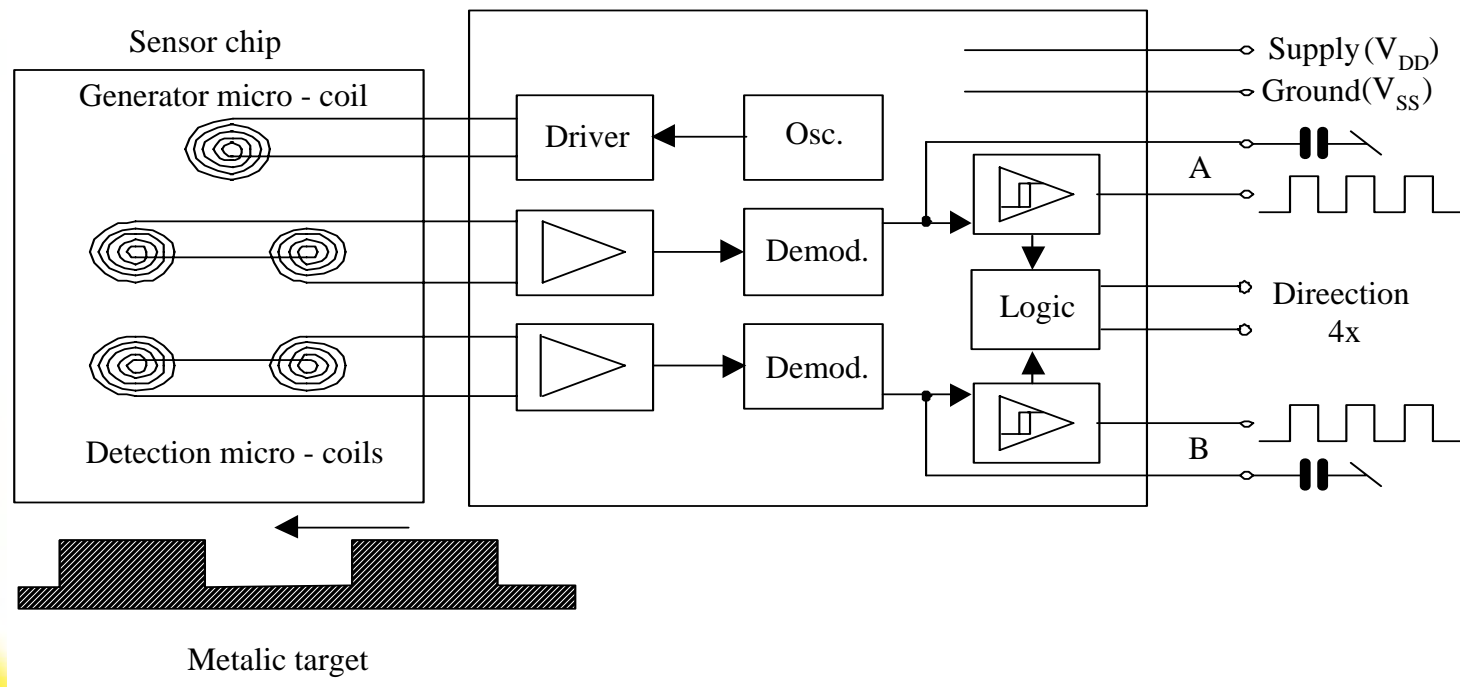 Sensor chip
Generator micro - coil
Detection micro - coils
Metalic target
Driver
Osc.
Demod.
Demod.
Logic
Supply (VDD)
Ground (VSS)
A
Direection
4x
B